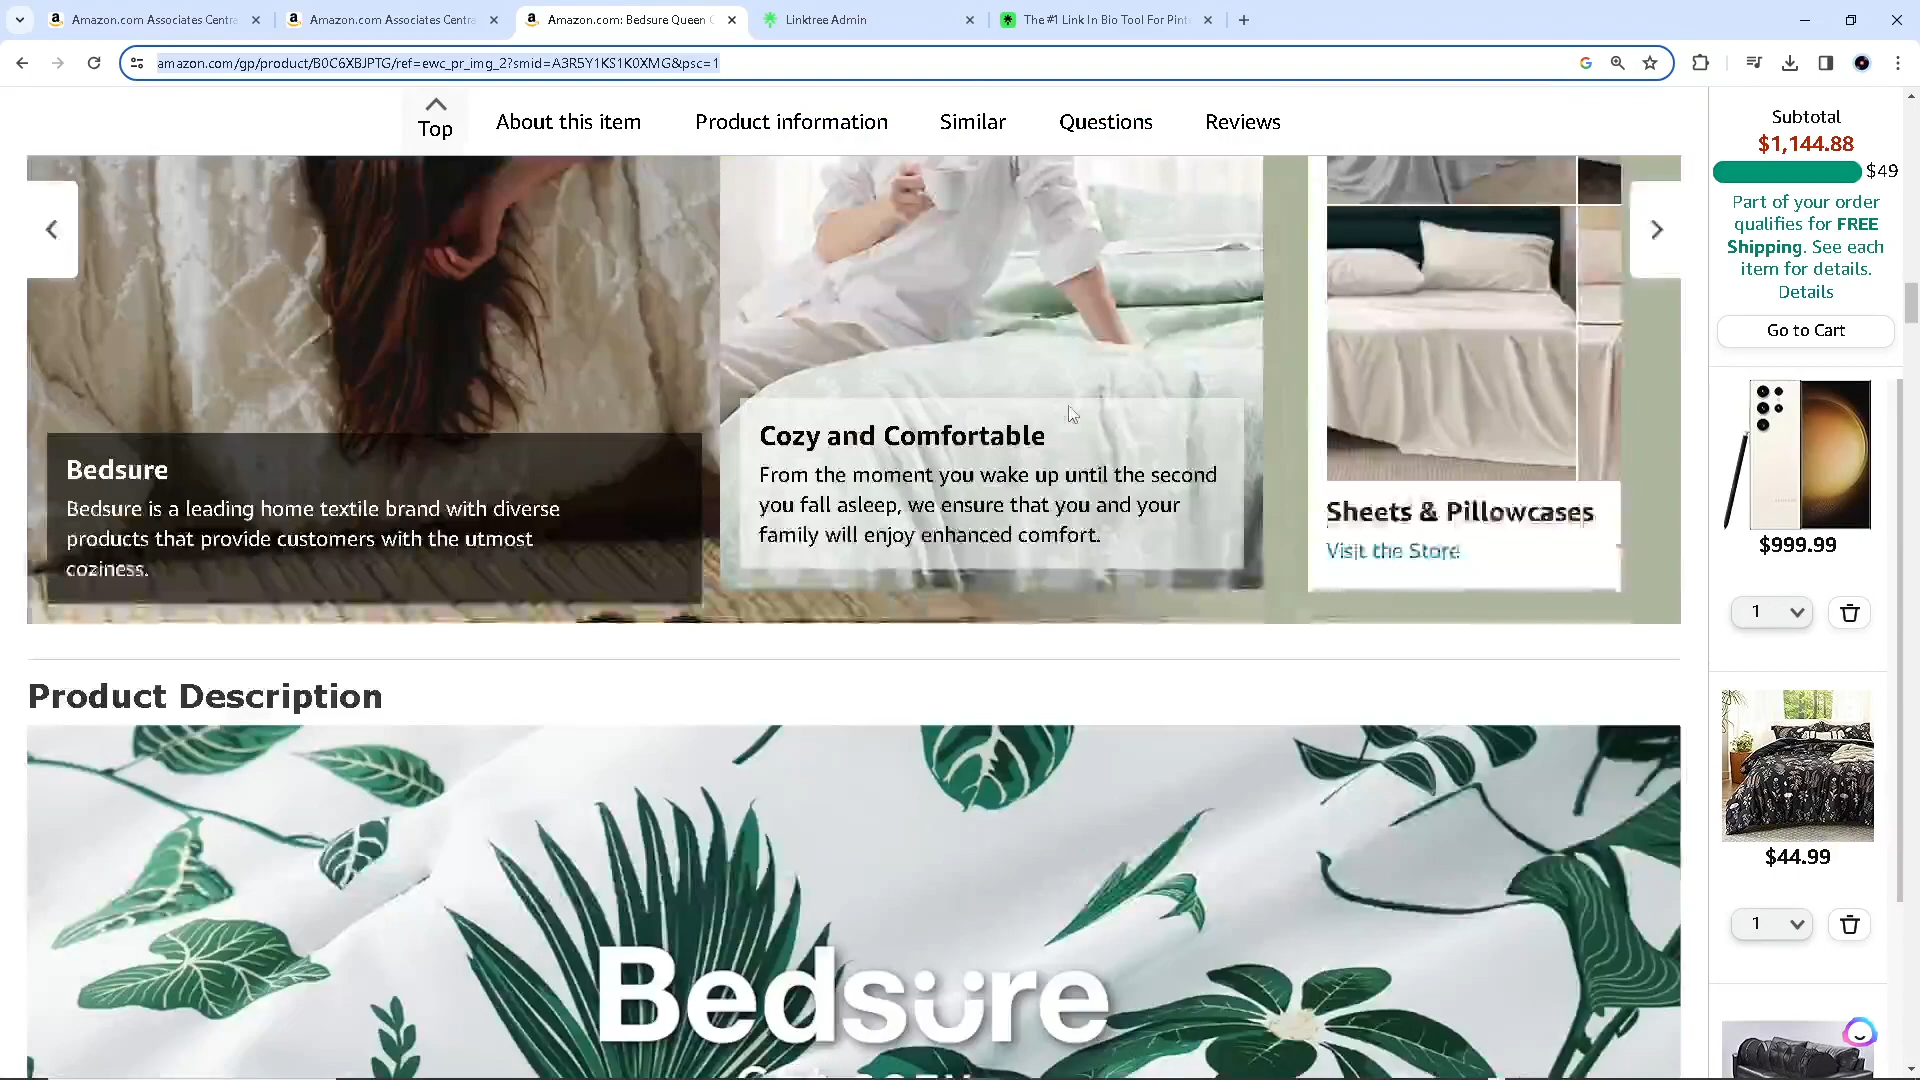 Amazon.com Associates Centra
Amazon.com Associates Centra
Amazon.com: Bedsure Queen C
Linktree Admin
The #1 Link In Bio Tool For Pint
amazon.com/gp/product/B0C6XBJPTG/ref=ewc_pr_img_2?smid=A3R5Y1KS1K0XMG&psc=1
Top
About this item
Product information
Similar
Questions
Reviews
Subtotal
$1,144.88
$49
Part of your order
qualifies for FREE
Shipping. See each
item for details.
Details
Go to Cart
Bedsure
Bedsure is a leading home textile brand with diverse
products that provide customers with the utmost
coziness.
Cozy and Comfortable
From the moment you wake up until the second
you fall asleep, we ensure that you and your
family will enjoy enhanced comfort.
Sheets & Pillowcases
Visit the Store
$999.99
1
Product Description
Bedsure
$44.99
1